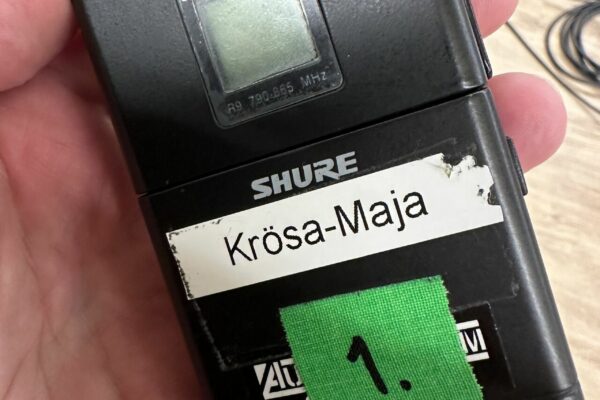 R9 790-865 MHz
SHURE
Krösa-Maja
1.